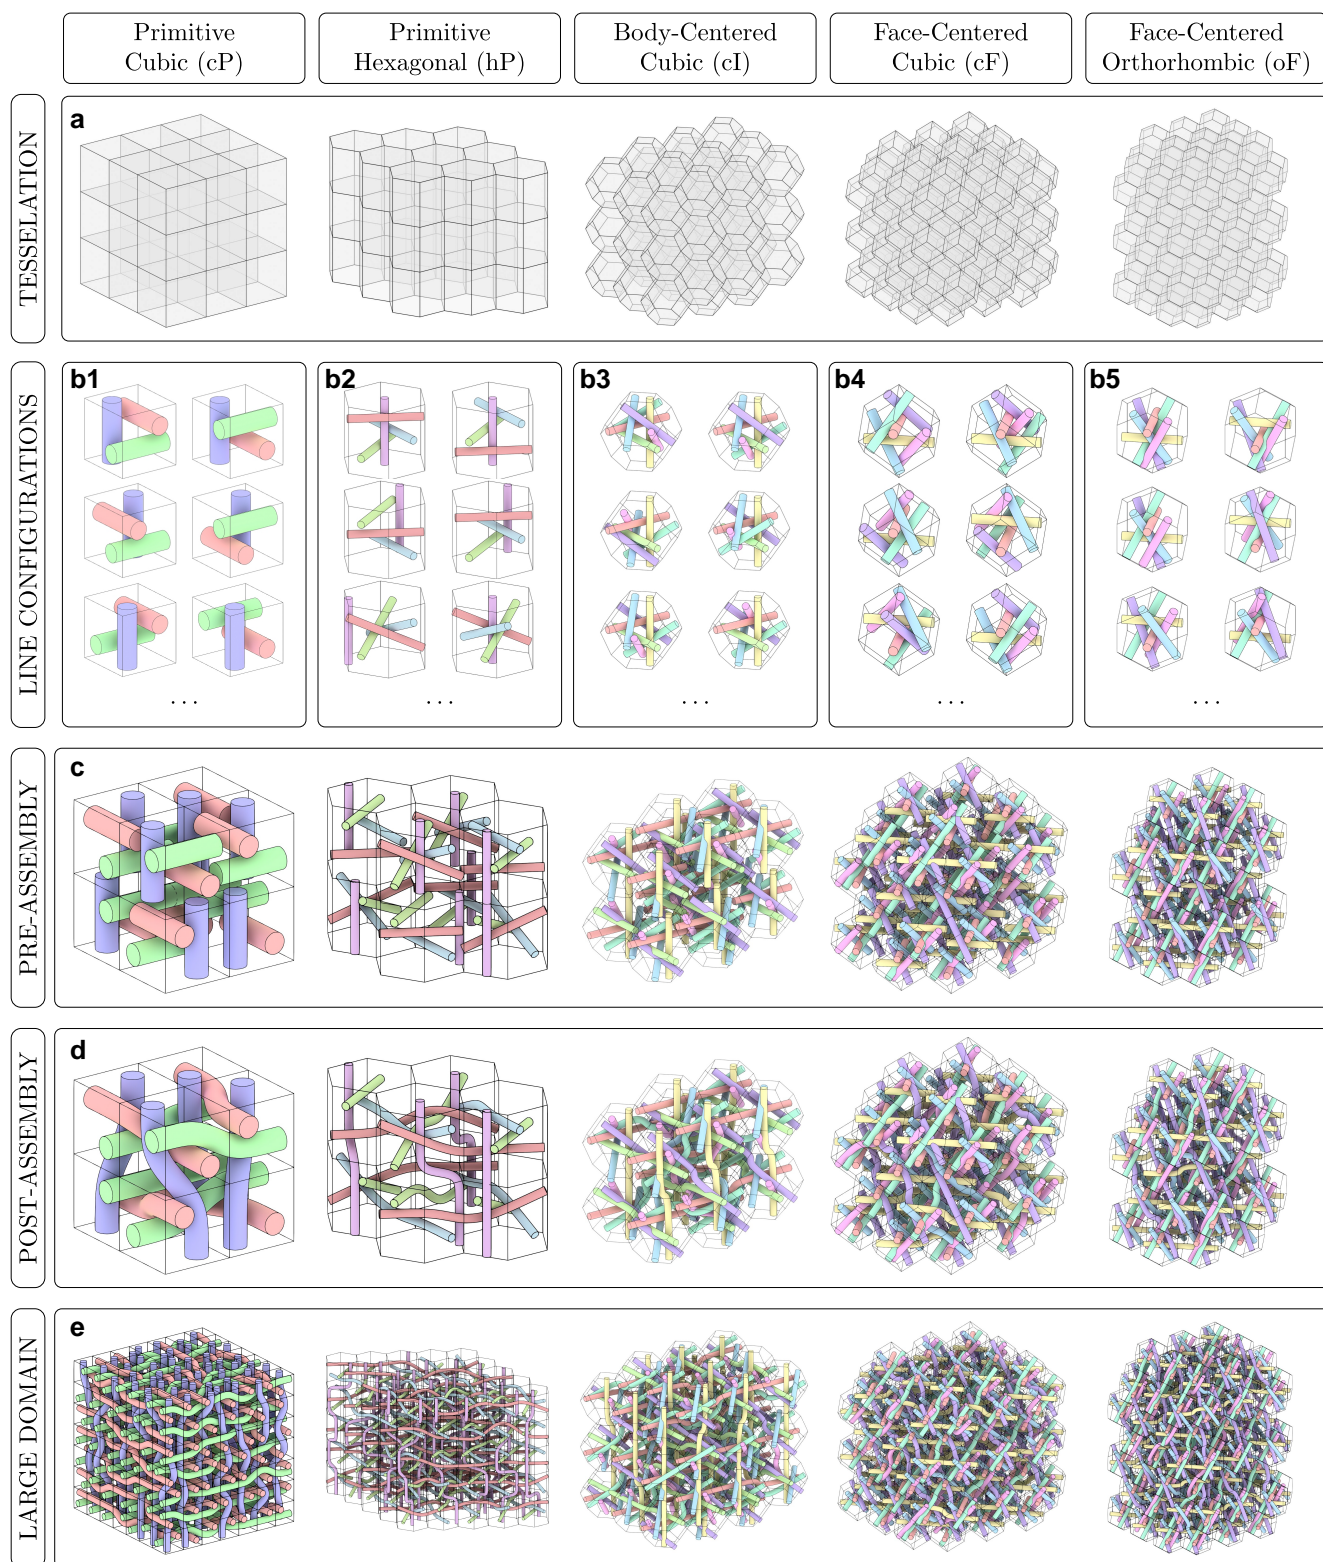 Primitive
Cubic (cP)
Primitive
Hexagonal (hP)
Body-Centered
Cubic (cI)
Face-Centered
Cubic (cF)
Face-Centered
Orthorhombic (oF)
TESSELATION
a
LINE CONFIGURATIONS
b1
b2
b3
b4
b5
...
...
...
...
...
PRE-ASSEMBLY
c
POST-ASSEMBLY
d
LARGE DOMAIN
e